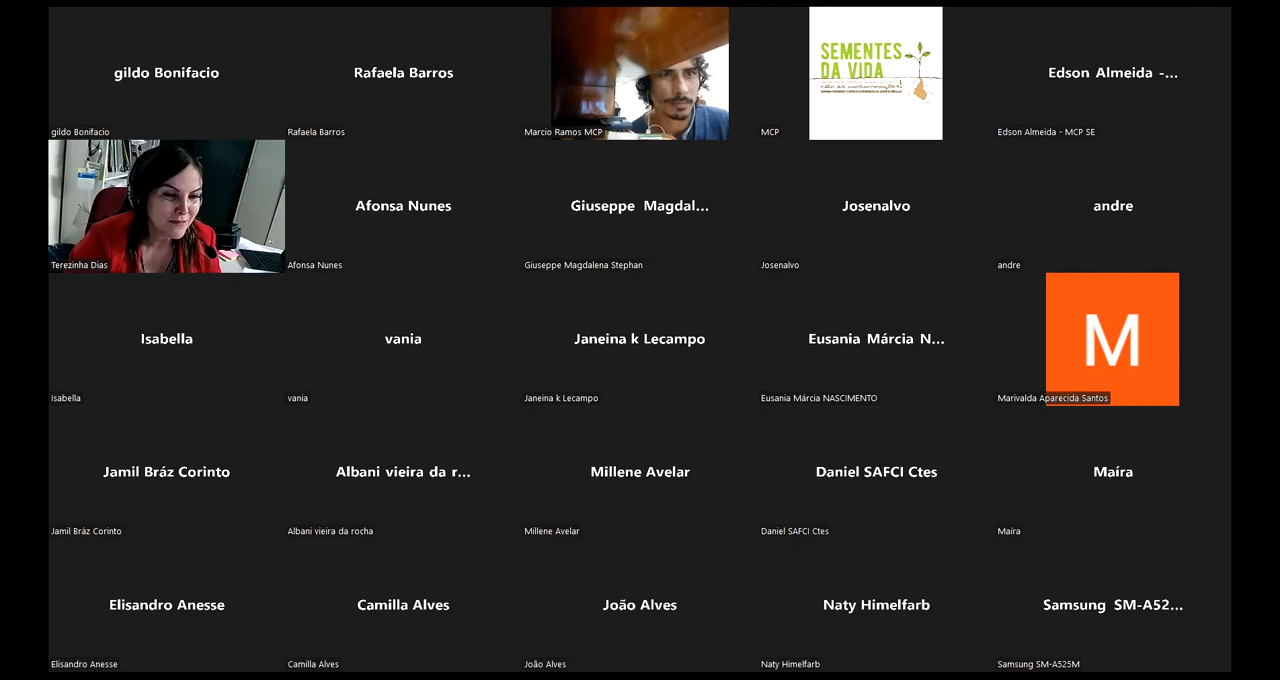 gildo Bonifacio
gildo Bonifacio
Rafaela Barros
Rafaela Barros
Marcio Ramos MCP
SEMENTES
DA VIDA
MCP
Edson Almeida -...
Edson Almeida - MCP SE
Terezinha Dias
Afonsa Nunes
Afonsa Nunes
Giuseppe Magdal...
Giuseppe Magdalena Stephan
Josenalvo
Josenalvo
andre
andre
Isabella
Isabella
vania
vania
Janeina k Lecampo
Janeina k Lecampo
Eusania Márcia N...
Eusania Márcia NASCIMENTO
M
Marivalda Aparecida Santos
Jamil Bráz Corinto
Jamil Bráz Corinto
Albani vieira da r...
Albani vieira da rocha
Millene Avelar
Millene Avelar
Daniel SAFCI Ctes
Daniel SAFCI Ctes
Maíra
Maíra
Elisandro Anesse
Elisandro Anesse
Camilla Alves
Camilla Alves
João Alves
João Alves
Naty Himelfarb
Naty Himelfarb
Samsung SM-A52...
Samsung SM-A525M